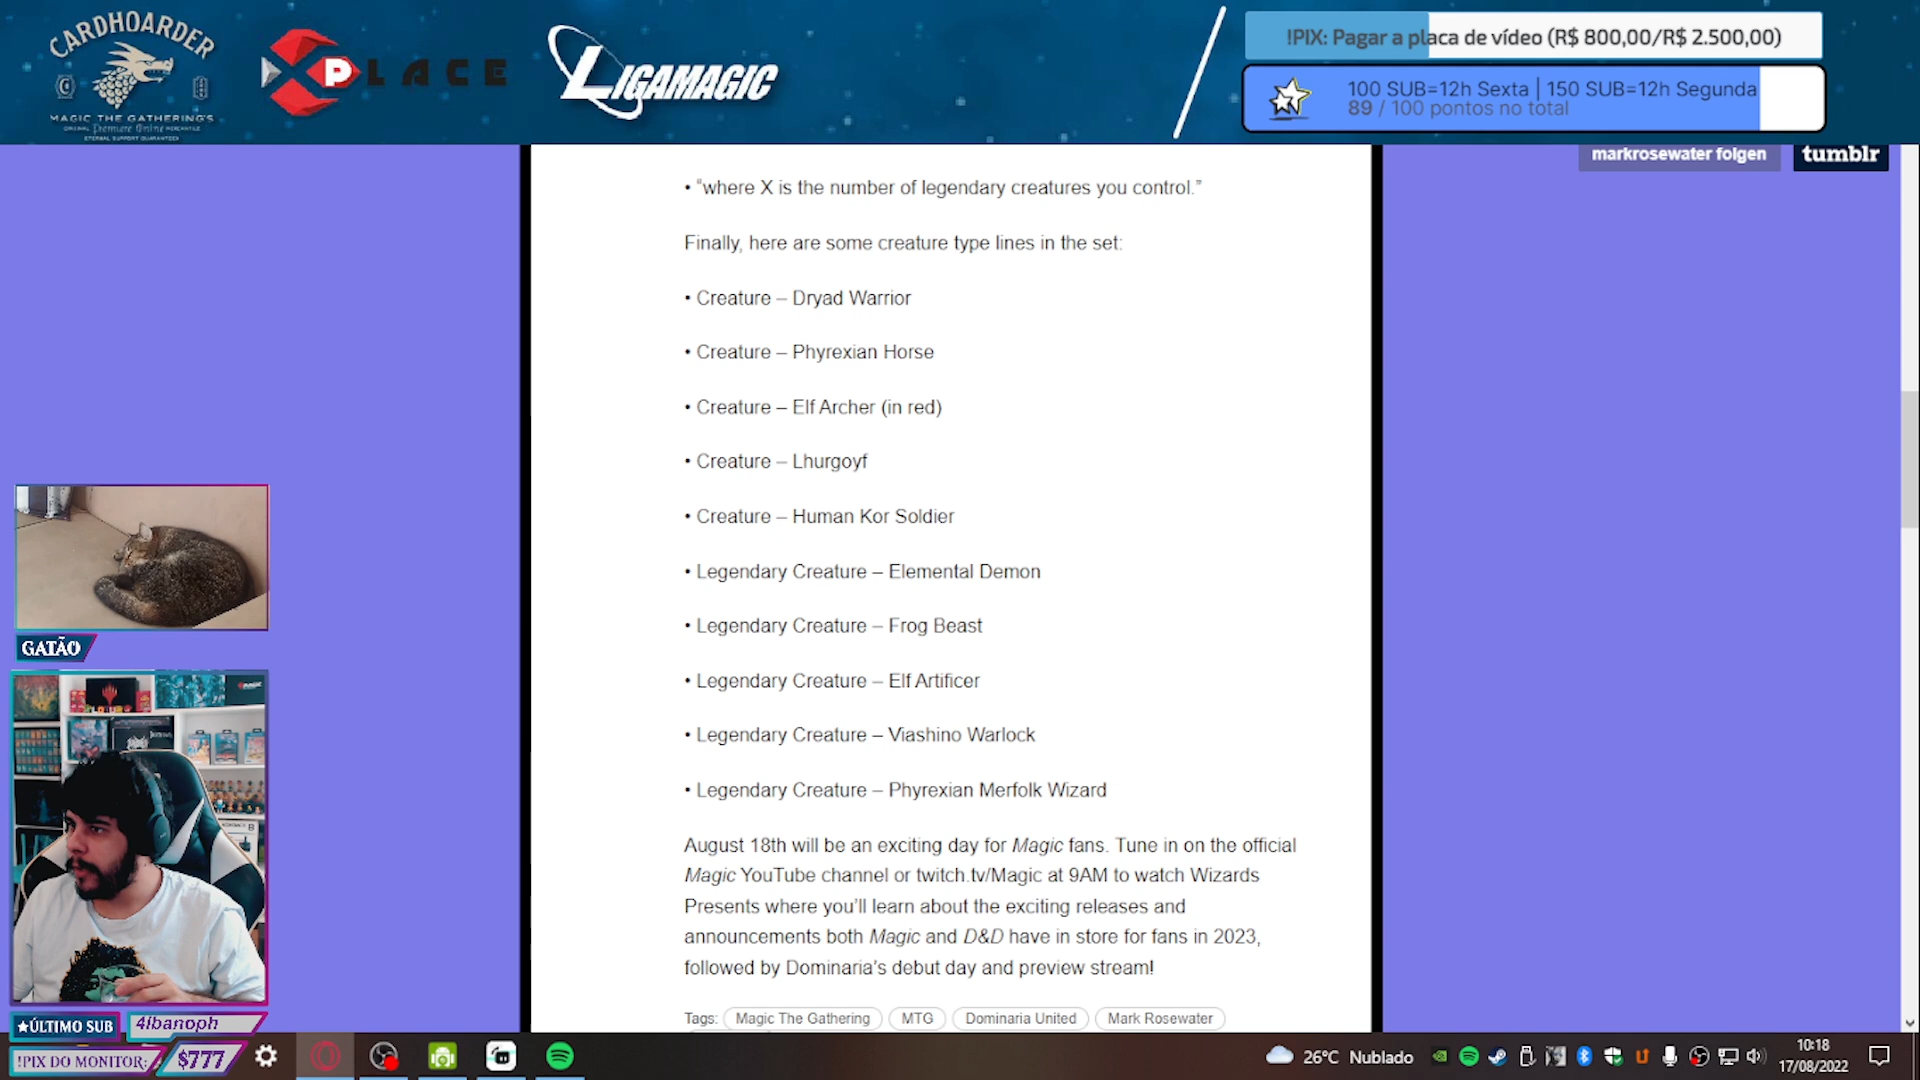 CARDHOARDER
MAGIC THE GATHERING'S
Premiere Online
XPLACE
LIGAMAGIC
!PIX: Pagar a placa de vídeo (R$ 800,00/R$ 2.500,00)
100 SUB=12h Sexta | 150 SUB=12h Segunda
89 / 100 pontos no total
markrosewater folgen
tumblr
• “where X is the number of legendary creatures you control.”
Finally, here are some creature type lines in the set:
• Creature – Dryad Warrior
• Creature – Phyrexian Horse
• Creature – Elf Archer (in red)
• Creature – Lhurgoyf
• Creature – Human Kor Soldier
• Legendary Creature – Elemental Demon
• Legendary Creature – Frog Beast
• Legendary Creature – Elf Artificer
• Legendary Creature – Viashino Warlock
• Legendary Creature – Phyrexian Merfolk Wizard
August 18th will be an exciting day for Magic fans. Tune in on the official
Magic YouTube channel or twitch.tv/Magic at 9AM to watch Wizards
Presents where you’ll learn about the exciting releases and
announcements both Magic and D&D have in store for fans in 2023,
followed by Dominaria’s debut day and preview stream!
Tags: Magic The Gathering MTG Dominaria United Mark Rosewater
GATÃO
★ÚLTIMO SUB 4lbanoph
!PIX DO MONITOR: $777
26°C Nublado
10:18
17/08/2022